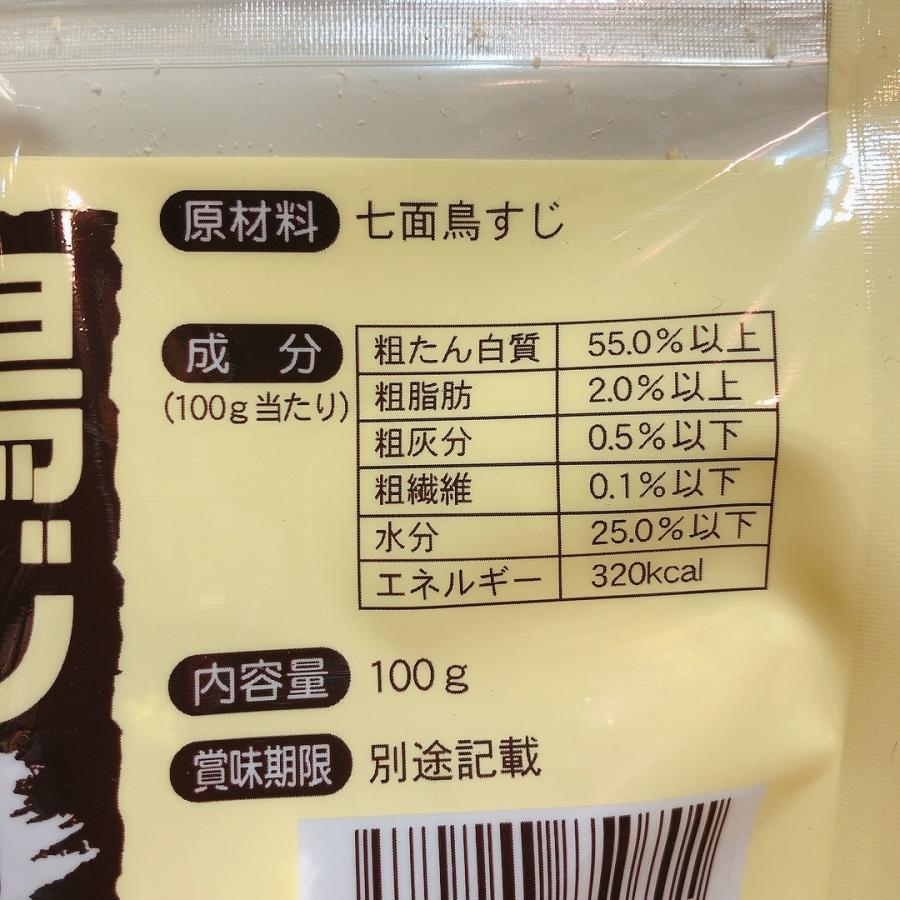 原材料 七面鳥すじ
成 分
(100g当たり)
粗たん白質 55.0%以上
粗脂肪 2.0%以上
粗灰分 0.5%以下
粗繊維 0.1%以下
水分 25.0%以下
エネルギー 320kcal
内容量 100g
賞味期限 別途記載